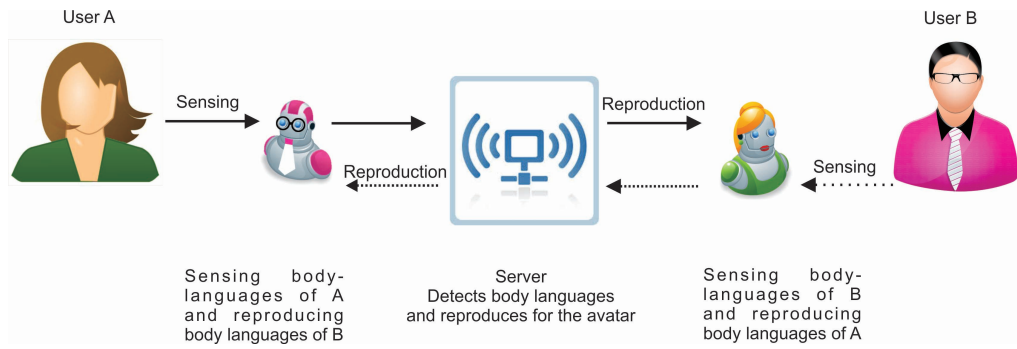 User A
User B
Sensing
Reproduction
Reproduction
Sensing
Sensing body-
languages of A
and reproducing
body languages of B
Server
Detects body languages
and reproduces for the avatar
Sensing body-
languages of B
and reproducing
body languages of A